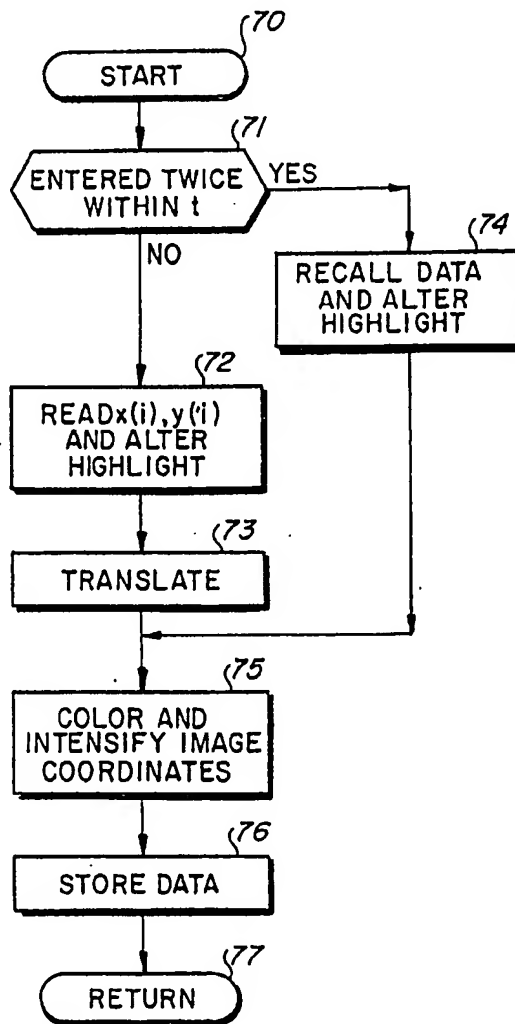 70
START
71
ENTERED TWICE
WITHIN t
YES
NO
74
RECALL DATA
AND ALTER
HIGHLIGHT
72
READx(i),y(i)
AND ALTER
HIGHLIGHT
73
TRANSLATE
75
COLOR AND
INTENSIFY IMAGE
COORDINATES
76
STORE DATA
77
RETURN